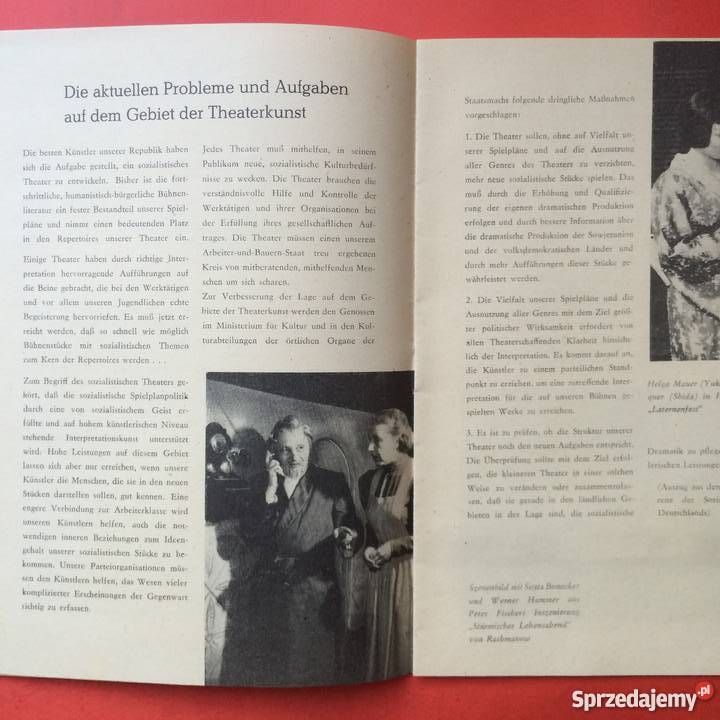 Die aktuellen Probleme und Aufgaben
auf dem Gebiet der Theaterkunst
Die besten Künstler unserer Republik haben
sich die Aufgabe gestellt, ein sozialistisches
Theater zu entwickeln. Bisher ist die fort-
schrittliche, humanistisch-bürgerliche Bühnen-
literatur ein fester Bestandteil unserer Spiel-
pläne und nimmt einen bedeutenden Platz
in den Repertoires unserer Theater ein.
Einige Theater haben durch richtige Inter-
pretation hervorragende Aufführungen auf
die Beine gebracht, die bei den Werktätigen
und vor allem unseren Jugendlichen echte
Begeisterung hervorriefen. Es muß jetzt er-
reicht werden, daß so schnell wie möglich
Bühnenstücke mit sozialistischen Themen
zum Kern der Repertoires werden . . .
Zum Begriff des sozialistischen Theaters ge-
hört, daß die sozialistische Spielplanpolitik
durch eine von sozialistischem Geist er-
füllte und auf hohem künstlerischen Niveau
stehende Interpretationskunst unterstützt
wird. Hohe Leistungen auf diesem Gebiet
lassen sich aber nur erreichen, wenn unsere
Künstler die Menschen, die sie in den neuen
Stücken darstellen sollen, gut kennen. Eine
engere Verbindung zur Arbeiterklasse wird
unseren Künstlern helfen, auch die not-
wendigen inneren Beziehungen zum Ideen-
gehalt unserer sozialistischen Stücke zu be-
kommen. Unsere Parteiorganisationen müs-
sen den Künstlern helfen, das Wesen vieler
komplizierter Erscheinungen der Gegenwart
richtig zu erfassen.
Jedes Theater muß mithelfen, in seinem
Publikum neue, sozialistische Kulturbedürf-
nisse zu wecken. Die Theater brauchen die
verständnisvolle Hilfe und Kontrolle der
Werktätigen und ihrer Organisationen bei
der Erfüllung ihres gesellschaftlichen Auf-
trages. Die Theater müssen einen unserem
Arbeiter-und-Bauern-Staat treu ergebenen
Kreis von mitberatenden, mithelfenden Men-
schen um sich scharen.
Zur Verbesserung der Lage auf dem Ge-
biete der Theaterkunst werden den Genossen
im Ministerium für Kultur und in den Kul-
turabteilungen der örtlichen Organe der
Staatsmacht folgende dringliche Maßnahmen
vorgeschlagen:
1. Die Theater sollen, ohne auf Vielfalt un-
serer Spielpläne und auf die Ausnutzung
aller Genres des Theaters zu verzichten,
mehr neue sozialistische Stücke spielen. Das
muß durch die Erhöhung und Qualifizie-
rung der eigenen dramatischen Produktion
erfolgen und durch bessere Information über
die dramatische Produktion der Sowjetunion
und der volksdemokratischen Länder und
durch mehr Aufführungen dieser Stücke ge-
währleistet werden.
2. Die Vielfalt unserer Spielpläne und die
Ausnutzung aller Genres mit dem Ziel größ-
ter politischer Wirksamkeit erfordere von
allen Theaterschaffenden Klarheit hinsicht-
lich der Interpretation. Es kommt darauf an,
die Künstler zu einem parteilichen Stand-
punkt zu erreichen, um eine zutreffende Inter-
pretation für die auf unseren Bühnen ge-
spielten Werke zu erreichen.
3. Es ist zu prüfen, ob die Struktur unserer
Theater noch den neuen Aufgaben entspricht.
Die Überprüfung sollte mit dem Ziel erfol-
gen, die kleineren Theater in einer solchen
Weise zu verändern oder zusammenzufas-
sen, daß sie gerade in den ländlichen Ge-
bieten in der Lage sind, die sozialistische
Szenenbild mit Senta Bonacker
und Werner Hammer aus
Peter Fischers Inszenierung
„Stürmischer Lebensabend“
von Rachmanow
Helga Mauer (Yuk
quar (Shida) in H
„Laternenfest“
Dramatik zu pfleg
lerischen Leistunge
(Auszug aus den
renz der Sozi
Deutschlands)
Sprzedajemy.pl